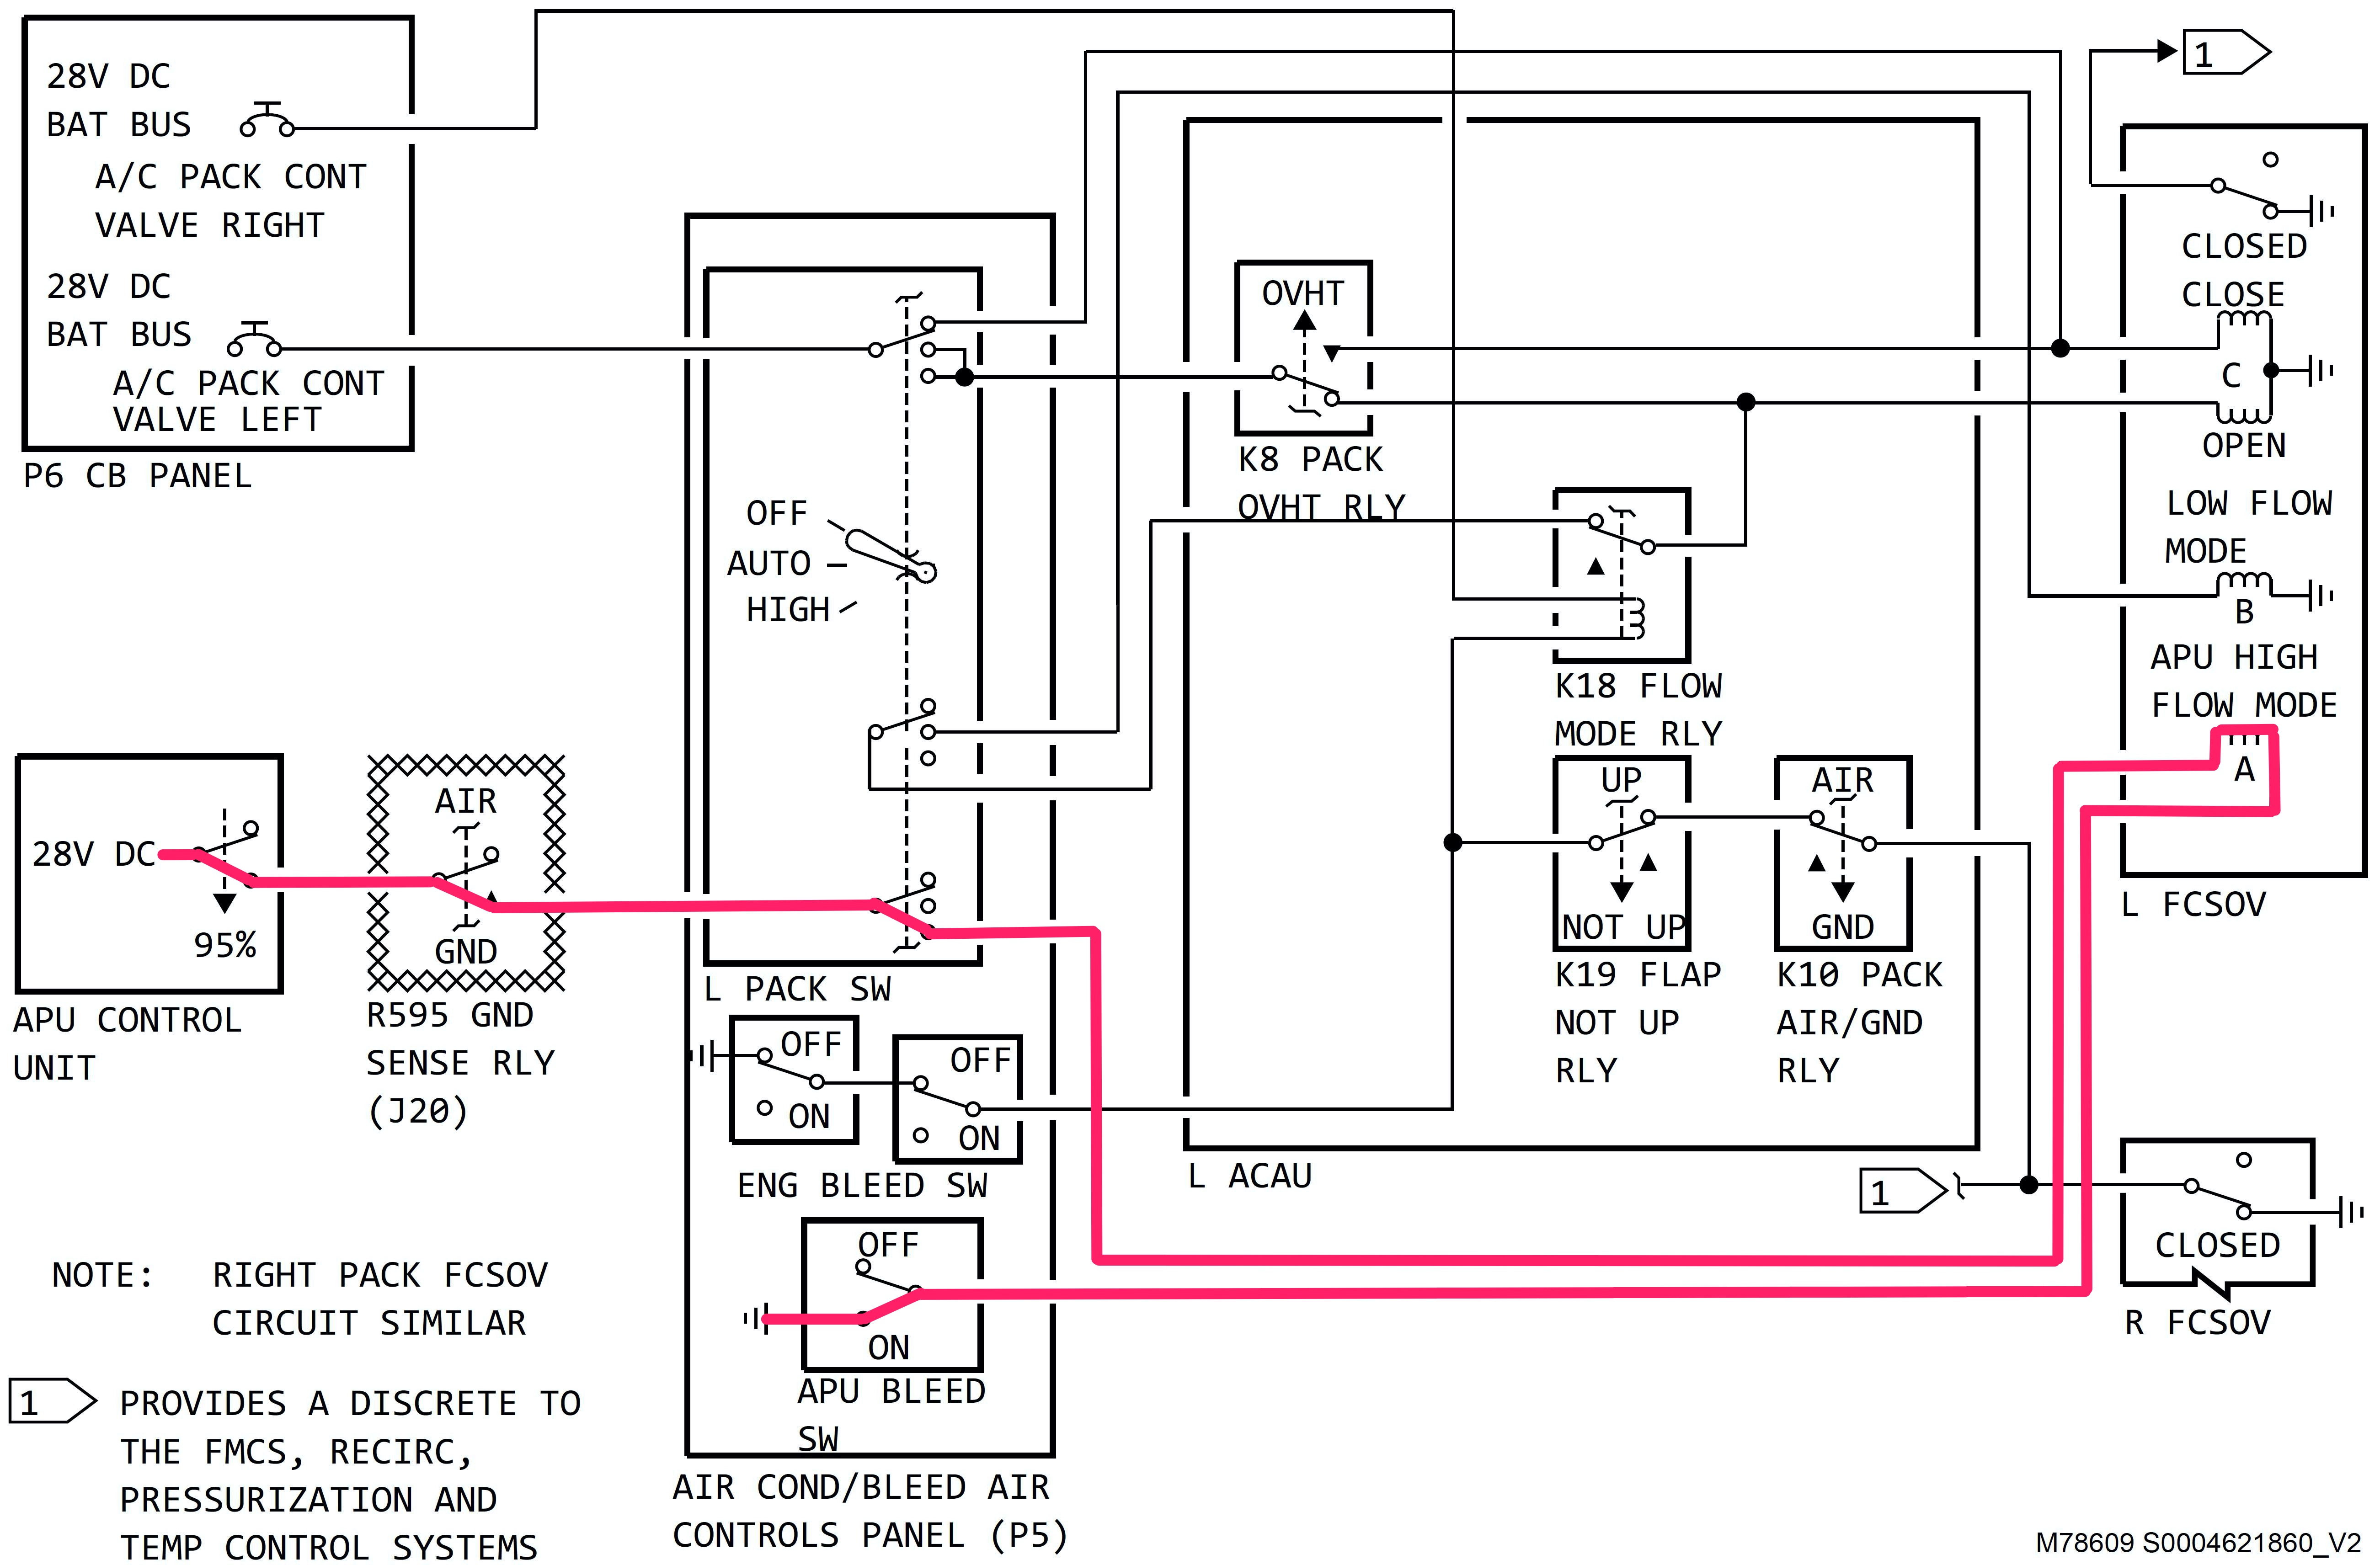 28V DC
BAT BUS
A/C PACK CONT
VALVE RIGHT
28V DC
BAT BUS
A/C PACK CONT
VALVE LEFT
P6 CB PANEL
OFF
AUTO
HIGH
L PACK SW
28V DC
95%
APU CONTROL
UNIT
AIR
GND
R595 GND
SENSE RLY
(J20)
OFF
ON
OFF
ON
ENG BLEED SW
OFF
ON
APU BLEED
SW
AIR COND/BLEED AIR
CONTROLS PANEL (P5)
OVHT
K8 PACK
OVHT RLY
K18 FLOW
MODE RLY
UP
NOT UP
K19 FLAP
NOT UP
RLY
AIR
GND
K10 PACK
AIR/GND
RLY
L ACAU
1
CLOSED
CLOSE
C
OPEN
LOW FLOW
MODE
B
APU HIGH
FLOW MODE
A
L FCSOV
1
CLOSED
R FCSOV
NOTE: RIGHT PACK FCSOV
CIRCUIT SIMILAR
1 PROVIDES A DISCRETE TO
THE FMCS, RECIRC,
PRESSURIZATION AND
TEMP CONTROL SYSTEMS
M78609 S0004621860_V2